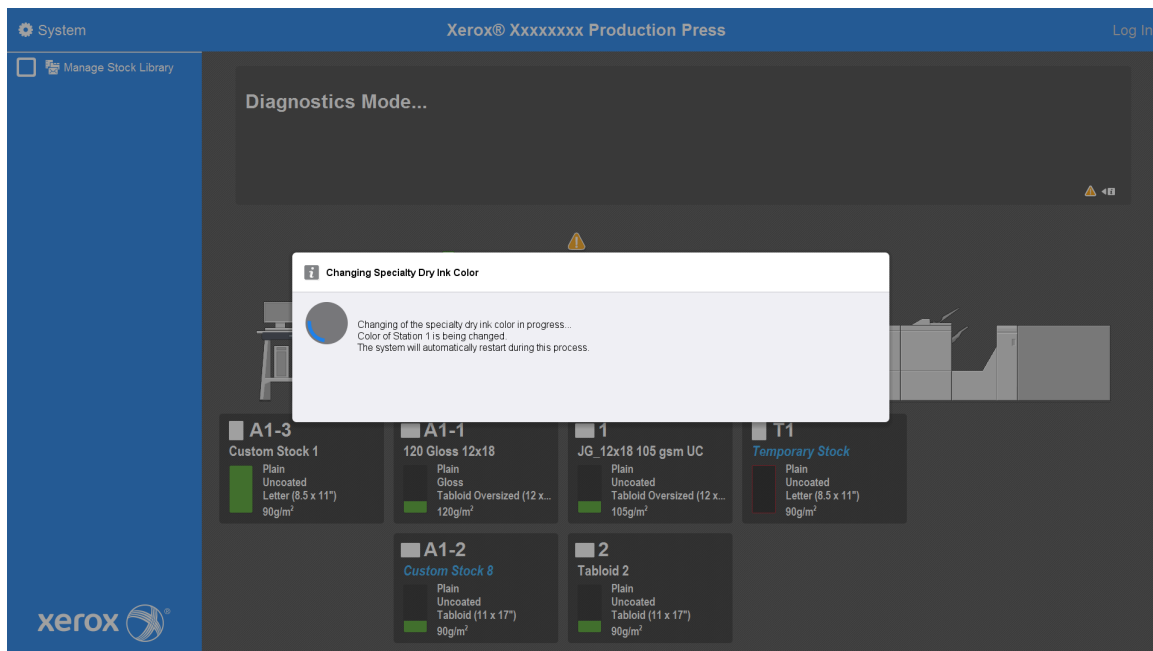 System
Xerox® Xxxxxxxx Production Press
Log In
Manage Stock Library
Diagnostics Mode...
Changing Specialty Dry Ink Color
Changing of the specialty dry ink color in progress...
Color of Station 1 is being changed.
The system will automatically restart during this process.
A1-3
Custom Stock 1
Plain
Uncoated
Letter (8.5 x 11")
90g/m²
A1-1
120 Gloss 12x18
Plain
Gloss
Tabloid Oversized (12 x...
120g/m²
1
JG_12x18 105 gsm UC
Plain
Uncoated
Tabloid Oversized (12 x...
105g/m²
T1
Temporary Stock
Plain
Uncoated
Letter (8.5 x 11")
90g/m²
A1-2
Custom Stock 8
Plain
Uncoated
Tabloid (11 x 17")
90g/m²
2
Tabloid 2
Plain
Uncoated
Tabloid (11 x 17")
90g/m²
xerox®